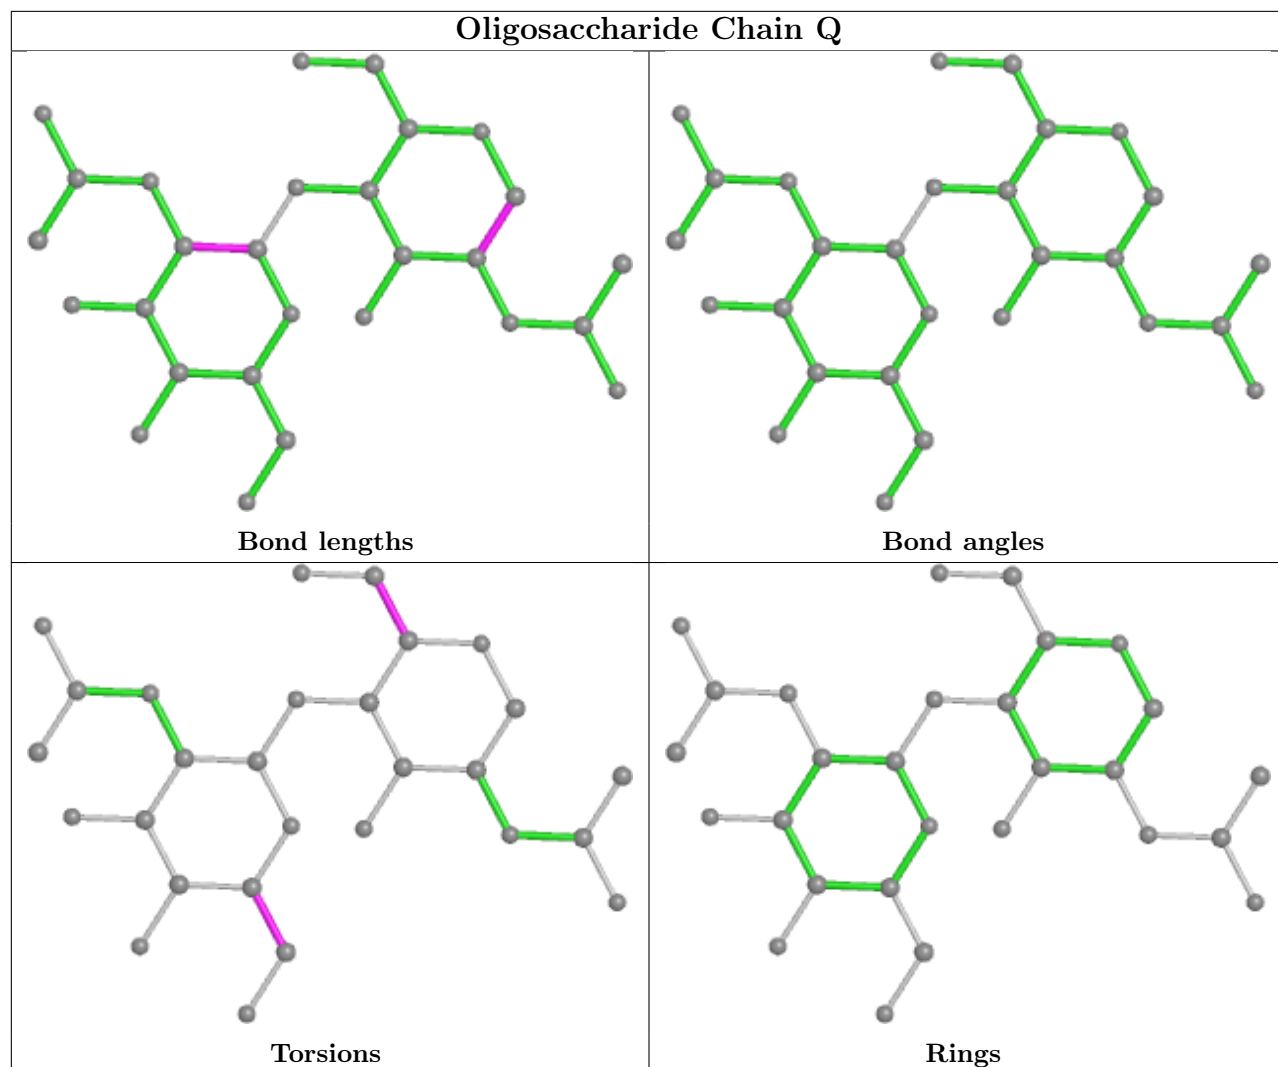 Oligosaccharide Chain Q
Bond lengths
Bond angles
Torsions
Rings